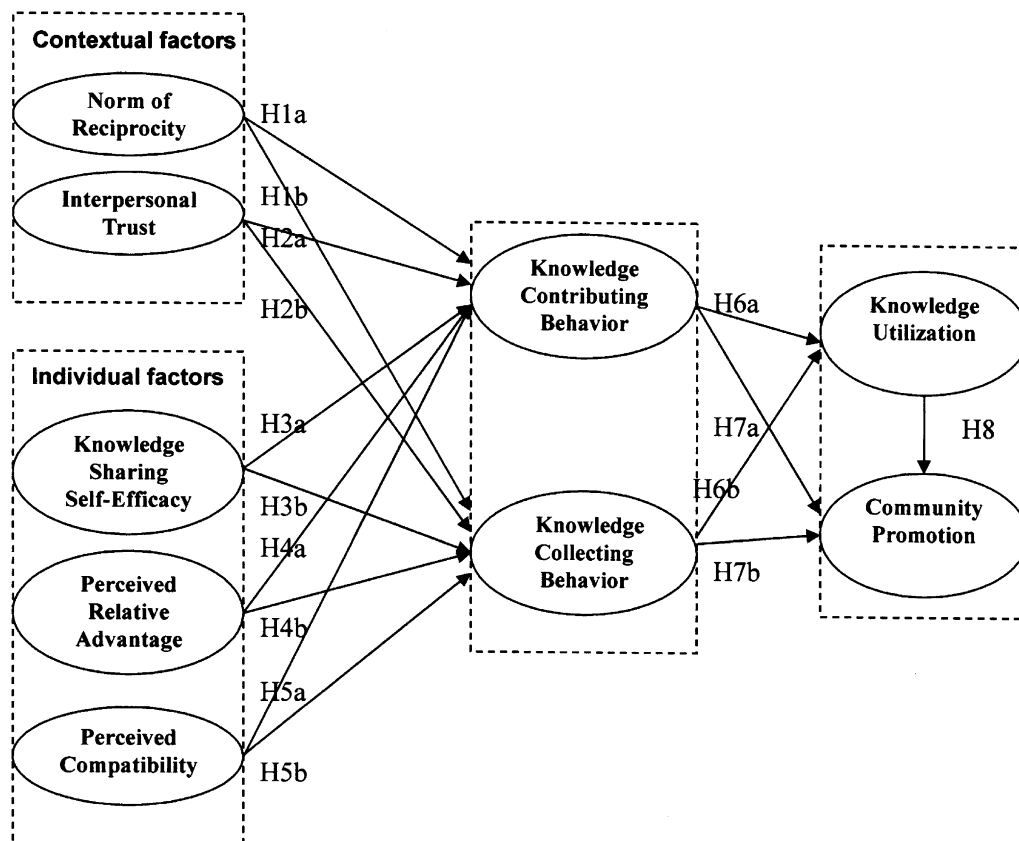 Contextual factors
Norm of
Reciprocity
Interpersonal
Trust
H1a
H1b
H2a
H2b
Individual factors
Knowledge
Sharing
Self-Efficacy
Perceived
Relative
Advantage
Perceived
Compatibility
H3a
H3b
H4a
H4b
H5a
H5b
Knowledge
Contributing
Behavior
Knowledge
Collecting
Behavior
H6a
H7a
H6b
H7b
Knowledge
Utilization
H8
Community
Promotion